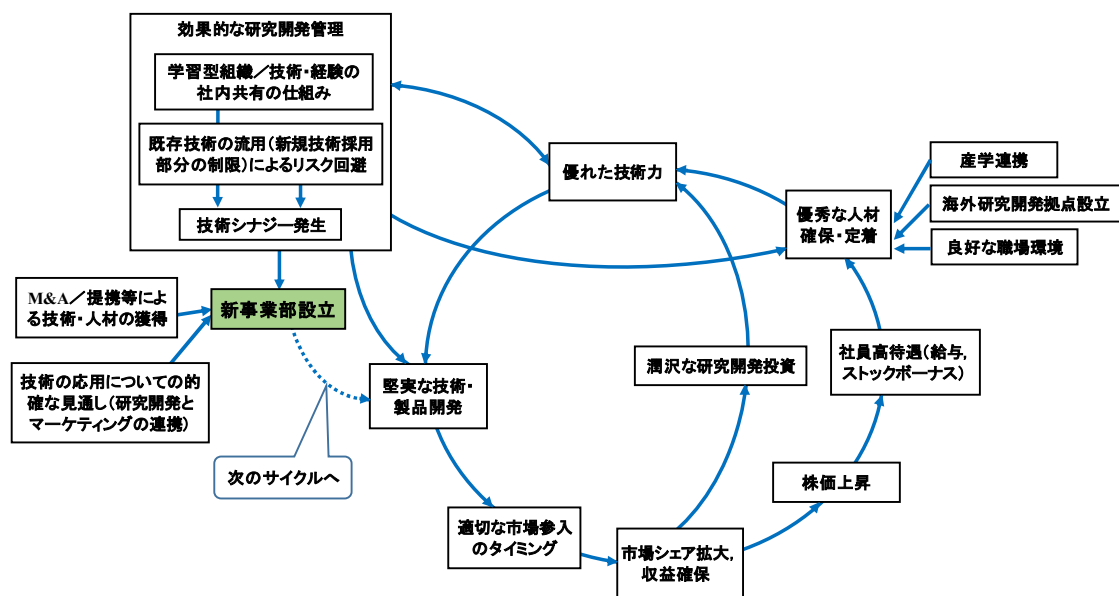 効果的な研究開発管理
学習型組織／技術・経験の
社内共有の仕組み
既存技術の流用（新規技術採用
部分の制限）によるリスク回避
技術シナジー発生
優れた技術力
優秀な人材
確保・定着
産学連携
海外研究開発拠点設立
良好な職場環境
M&A／提携等によ
る技術・人材の獲得
新事業部設立
技術の応用についての的
確な見通し（研究開発と
マーケティングの連携）
堅実な技術・
製品開発
潤沢な研究開発投資
社員高待遇（給与，
ストックボーナス）
次のサイクルへ
株価上昇
適切な市場参入
のタイミング
市場シェア拡大，
収益確保